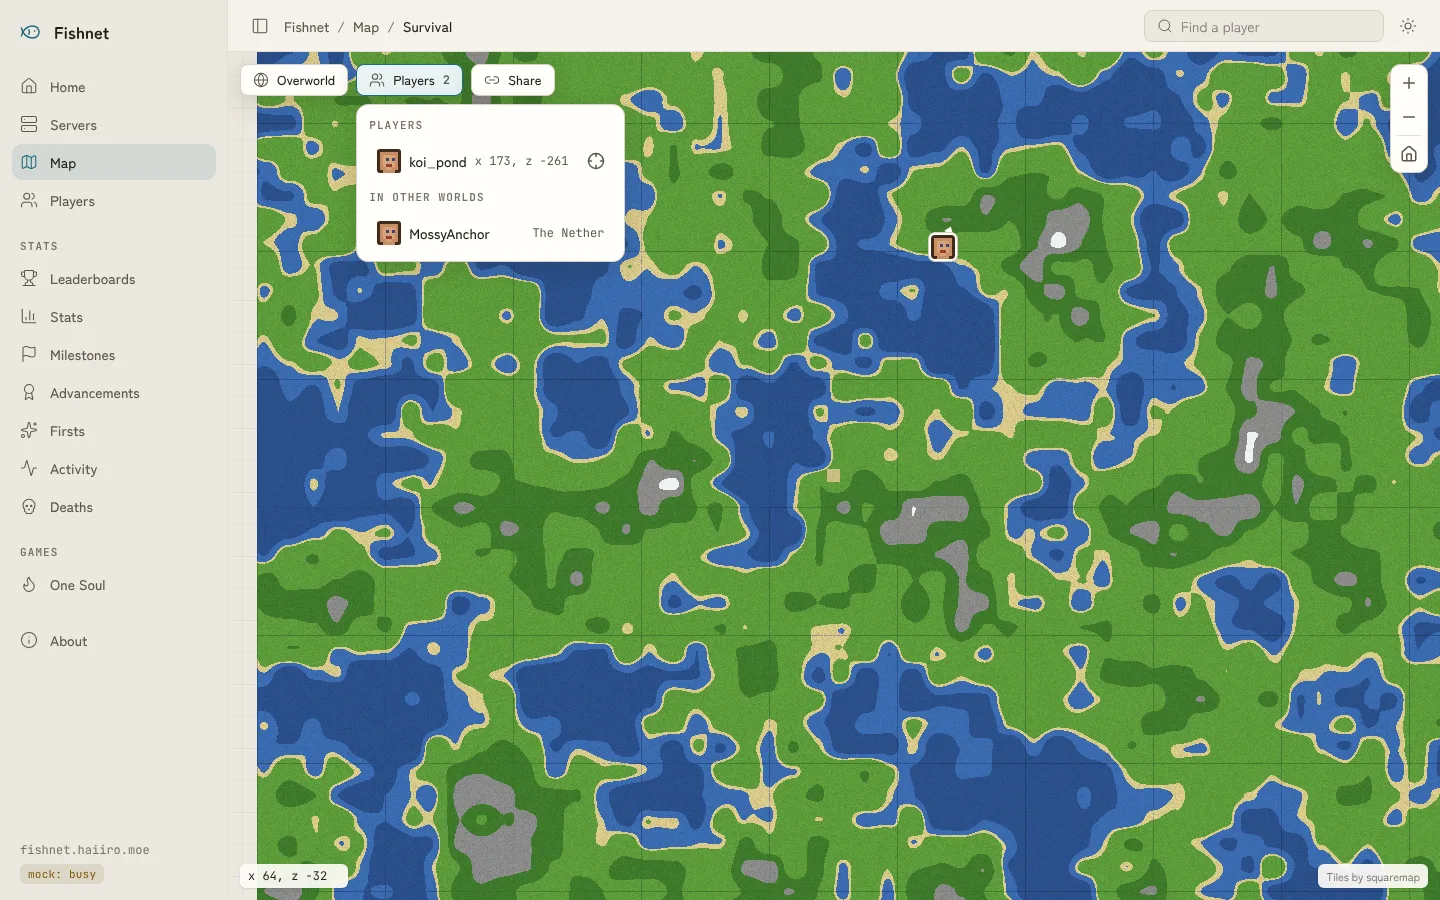 Fishnet
Fishnet / Map / Survival
Find a player
Home
Servers
Map
Players
STATS
Leaderboards
Stats
Milestones
Advancements
Firsts
Activity
Deaths
GAMES
One Soul
About
fishnet.haiiro.moe
mock: busy
Overworld
Players 2
Share
PLAYERS
koi_pond x 173, z -261
IN OTHER WORLDS
MossyAnchor The Nether
x 64, z -32
Tiles by squaremap